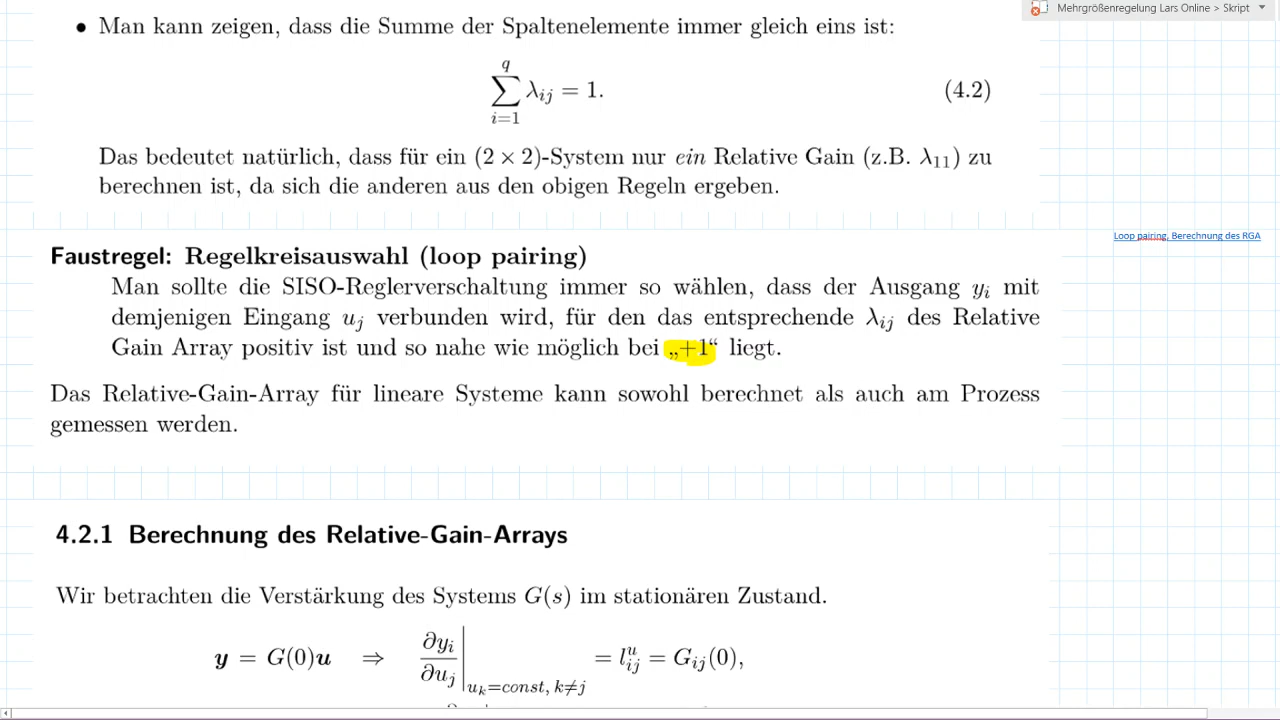 Mehrgrößenregelung Lars Online > Skript
• Man kann zeigen, dass die Summe der Spaltenelemente immer gleich eins ist:
q
∑ λij = 1. (4.2)
i=1
Das bedeutet natürlich, dass für ein (2 × 2)-System nur ein Relative Gain (z.B. λ11) zu
berechnen ist, da sich die anderen aus den obigen Regeln ergeben.
Loop pairing, Berechnung des RGA
Faustregel: Regelkreisauswahl (loop pairing)
Man sollte die SISO-Reglerverschaltung immer so wählen, dass der Ausgang yi mit
demjenigen Eingang uj verbunden wird, für den das entsprechende λij des Relative
Gain Array positiv ist und so nahe wie möglich bei „+1“ liegt.
Das Relative-Gain-Array für lineare Systeme kann sowohl berechnet als auch am Prozess
gemessen werden.
4.2.1 Berechnung des Relative-Gain-Arrays
Wir betrachten die Verstärkung des Systems G(s) im stationären Zustand.
y = G(0)u ⇒ ∂yi/∂uj |uk=const, k≠j = l^u_ij = Gij(0),